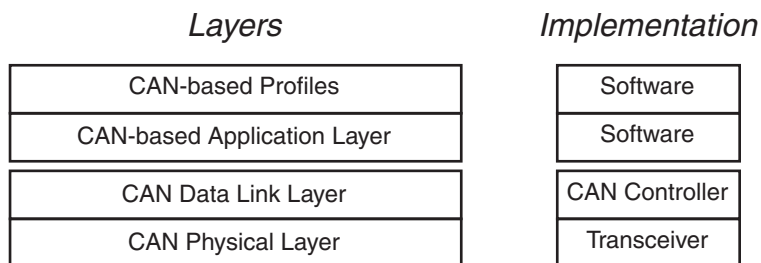 Layers Implementation
CAN-based Profiles Software
CAN-based Application Layer Software
CAN Data Link Layer CAN Controller
CAN Physical Layer Transceiver